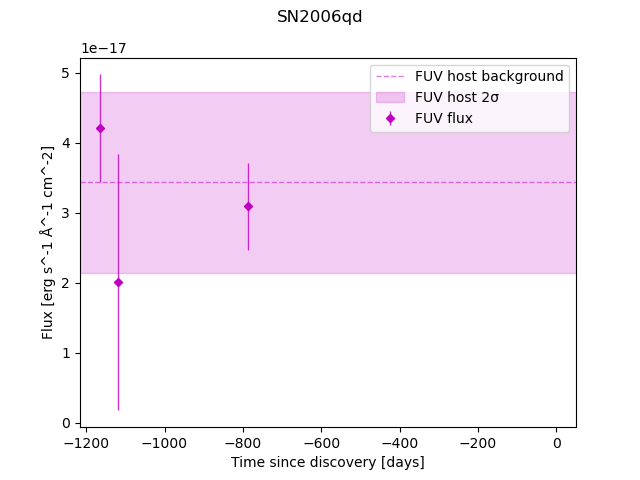 SN2006qd
1e−17
FUV host background
FUV host 2σ
FUV flux
5
4
3
2
1
0
Flux [erg s^-1 Å^-1 cm^-2]
−1200 −1000 −800 −600 −400 −200 0
Time since discovery [days]